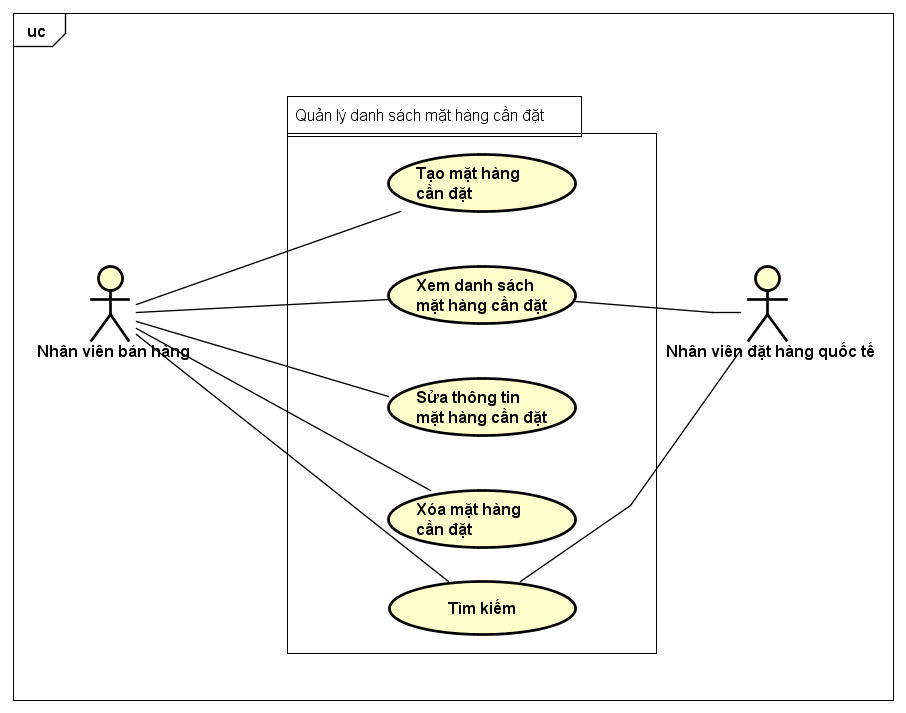 uc
Quản lý danh sách mặt hàng cần đặt
Tạo mặt hàng
cần đặt
Xem danh sách
mặt hàng cần đặt
Nhân viên bán hàng
Nhân viên đặt hàng quốc tế
Sửa thông tin
mặt hàng cần đặt
Xóa mặt hàng
cần đặt
Tìm kiếm